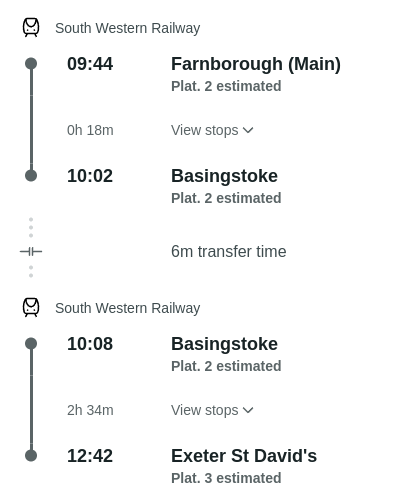 South Western Railway
09:44 Farnborough (Main)
Plat. 2 estimated
0h 18m View stops
10:02 Basingstoke
Plat. 2 estimated
6m transfer time
South Western Railway
10:08 Basingstoke
Plat. 2 estimated
2h 34m View stops
12:42 Exeter St David's
Plat. 3 estimated